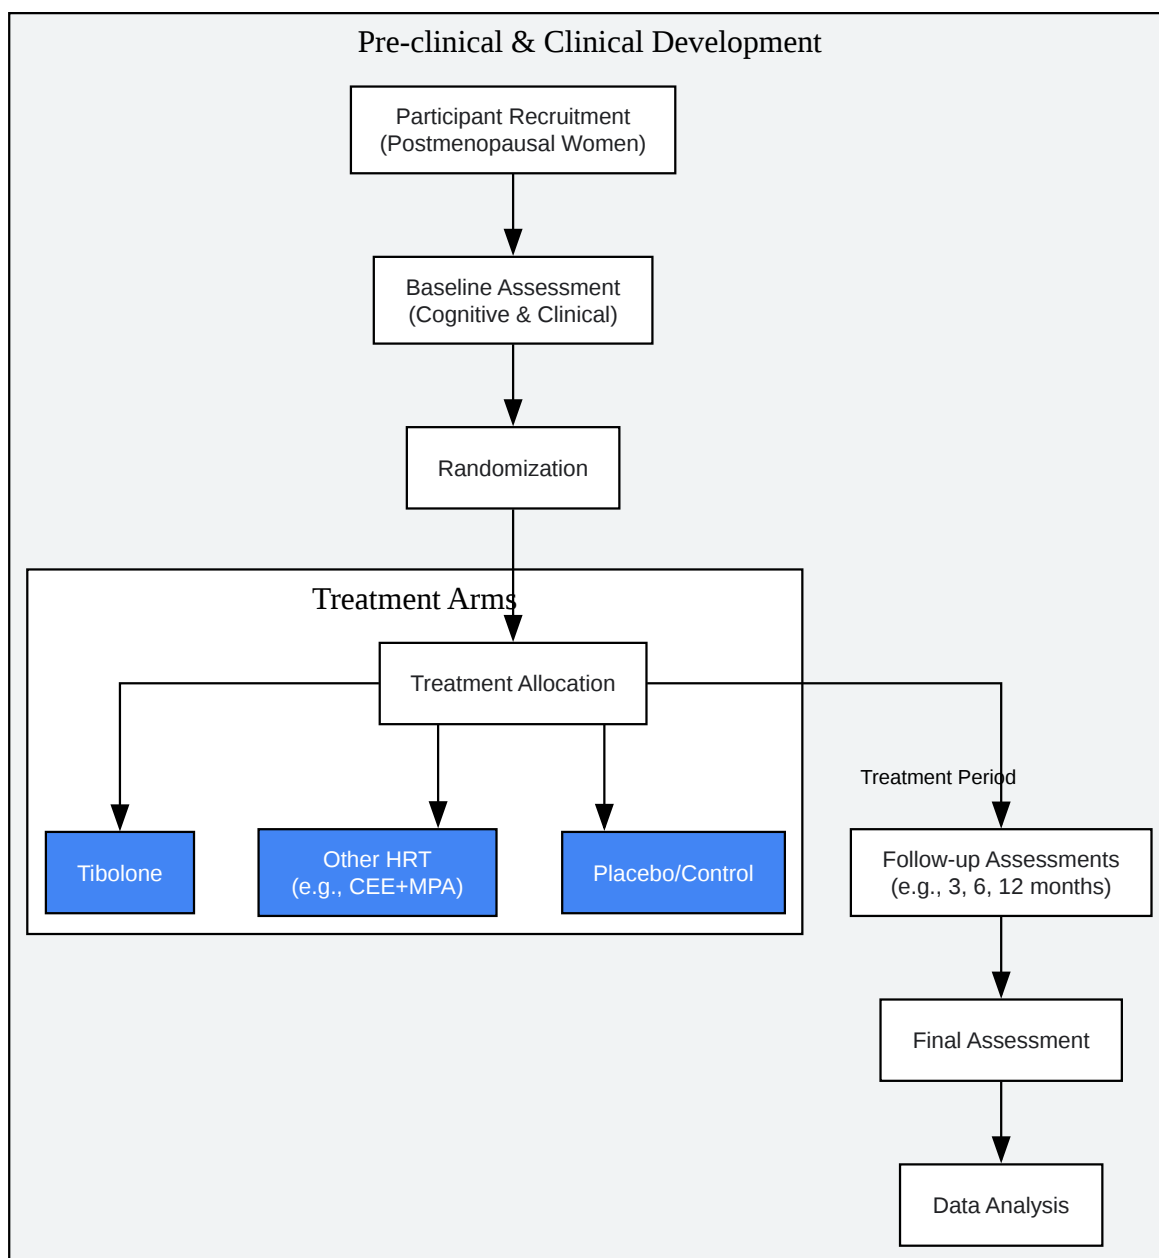 Pre-clinical & Clinical Development
Participant Recruitment
(Postmenopausal Women)
Baseline Assessment
(Cognitive & Clinical)
Randomization
Treatment Arms
Treatment Allocation
Treatment Period
Tibolone
Other HRT
(e.g., CEE+MPA)
Placebo/Control
Follow-up Assessments
(e.g., 3, 6, 12 months)
Final Assessment
Data Analysis